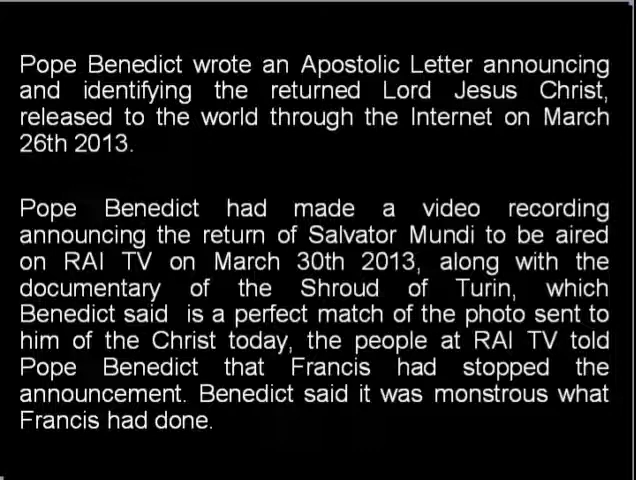 Pope Benedict wrote an Apostolic Letter announcing
and identifying the returned Lord Jesus Christ,
released to the world through the Internet on March
26th 2013.
Pope Benedict had made a video recording
announcing the return of Salvator Mundi to be aired
on RAI TV on March 30th 2013, along with the
documentary of the Shroud of Turin, which
Benedict said is a perfect match of the photo sent to
him of the Christ today, the people at RAI TV told
Pope Benedict that Francis had stopped the
announcement. Benedict said it was monstrous what
Francis had done.